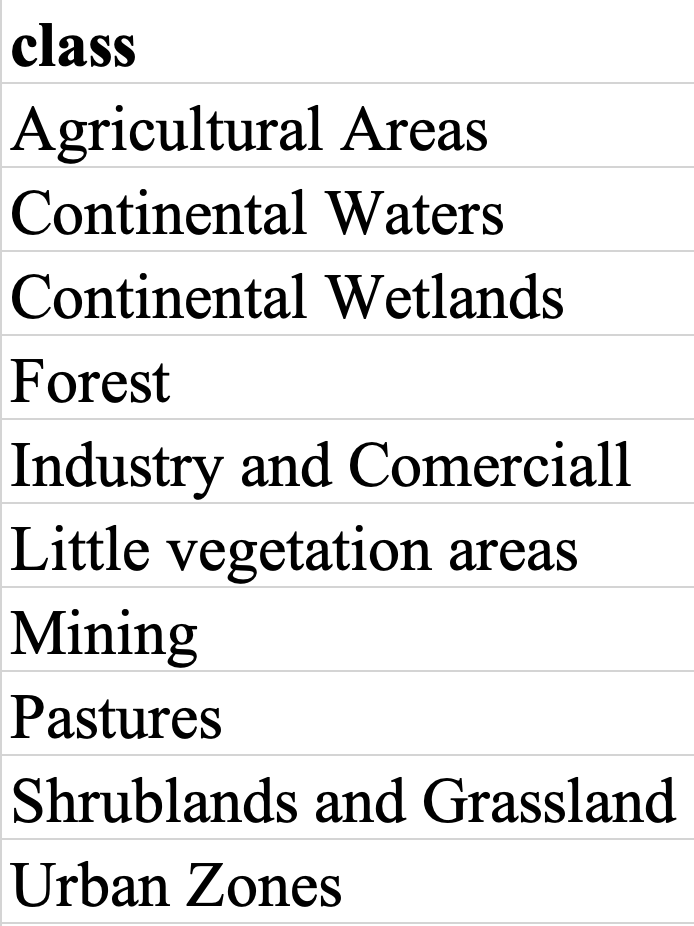 class
Agricultural Areas
Continental Waters
Continental Wetlands
Forest
Industry and Comerciall
Little vegetation areas
Mining
Pastures
Shrublands and Grassland
Urban Zones